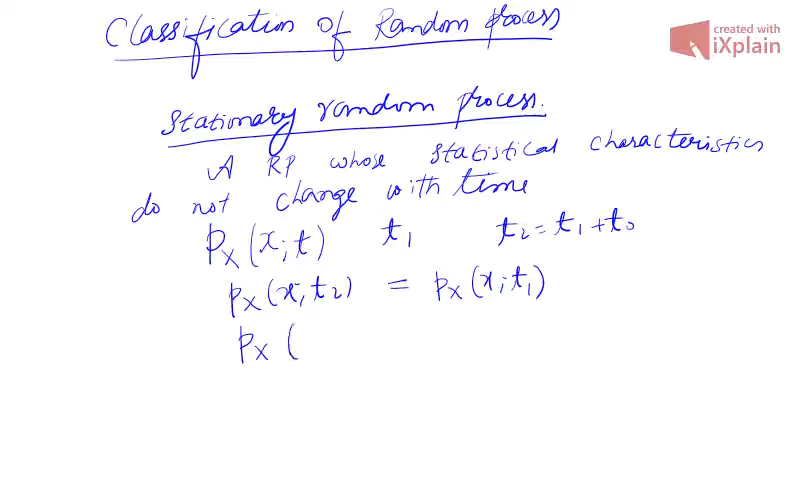 Classification of Random process
created with
iXplain
Stationary random process.
A RP whose statistical characteristics
do not change with time
Px(x;t) t1 t2=t1+t0
Px(x;t2) = Px(x;t1)
Px (